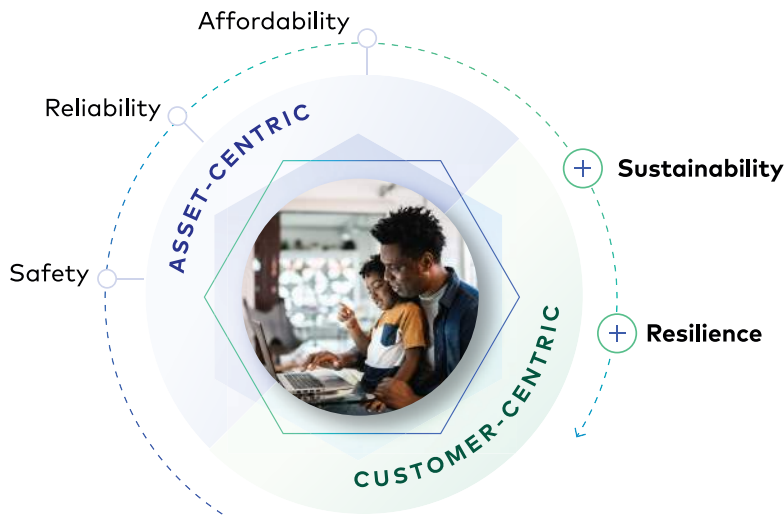 Affordability
Reliability
Safety
ASSET-CENTRIC
Sustainability
Resilience
CUSTOMER-CENTRIC